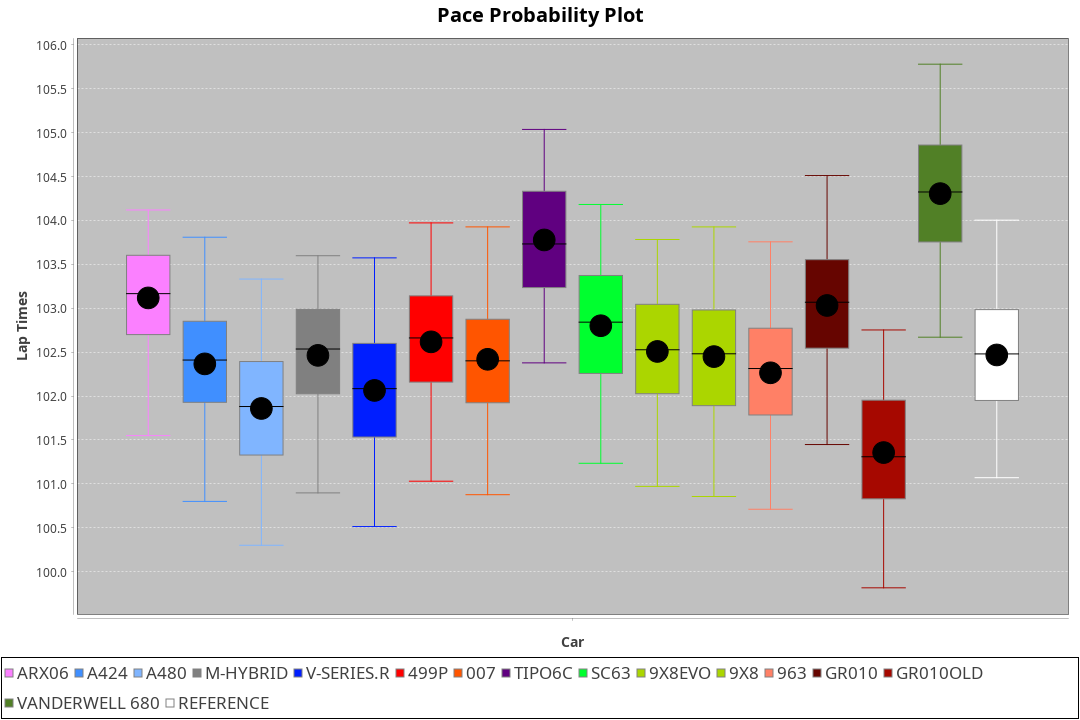 Pace Probability Plot
106.0
105.5
105.0
104.5
104.0
103.5
103.0
102.5
102.0
101.5
101.0
100.5
100.0
Lap Times
Car
ARX06 A424 A480 M-HYBRID V-SERIES.R 499P 007 TIPO6C SC63 9X8EVO 9X8 963 GR010 GR010OLD
VANDERWELL 680 REFERENCE